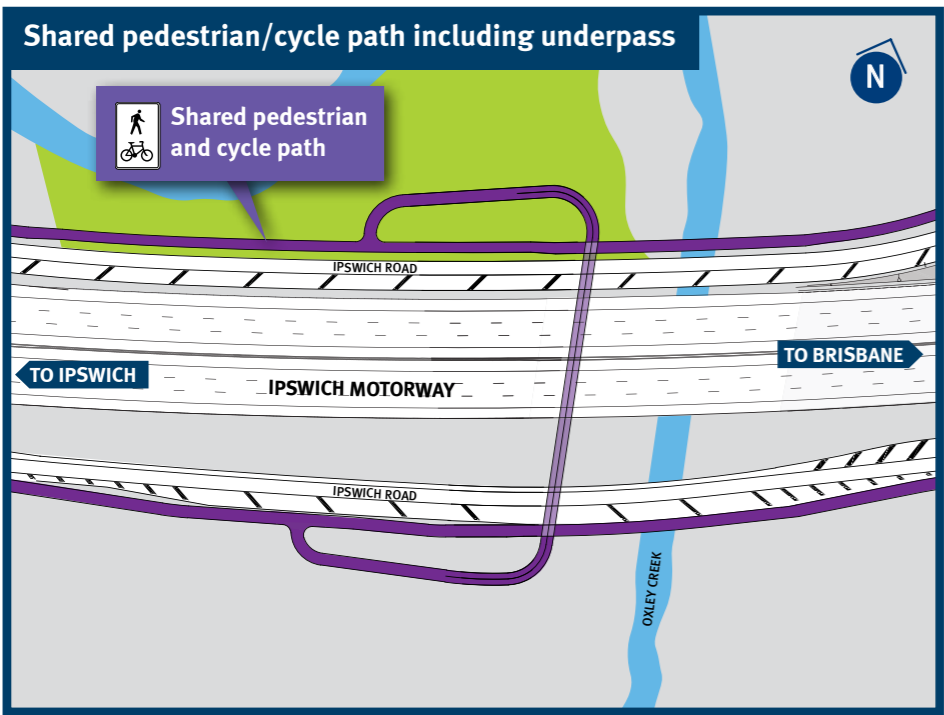 Shared pedestrian/cycle path including underpass
N
Shared pedestrian
and cycle path
IPSWICH ROAD
TO BRISBANE
TO IPSWICH
IPSWICH MOTORWAY
IPSWICH ROAD
OXLEY CREEK